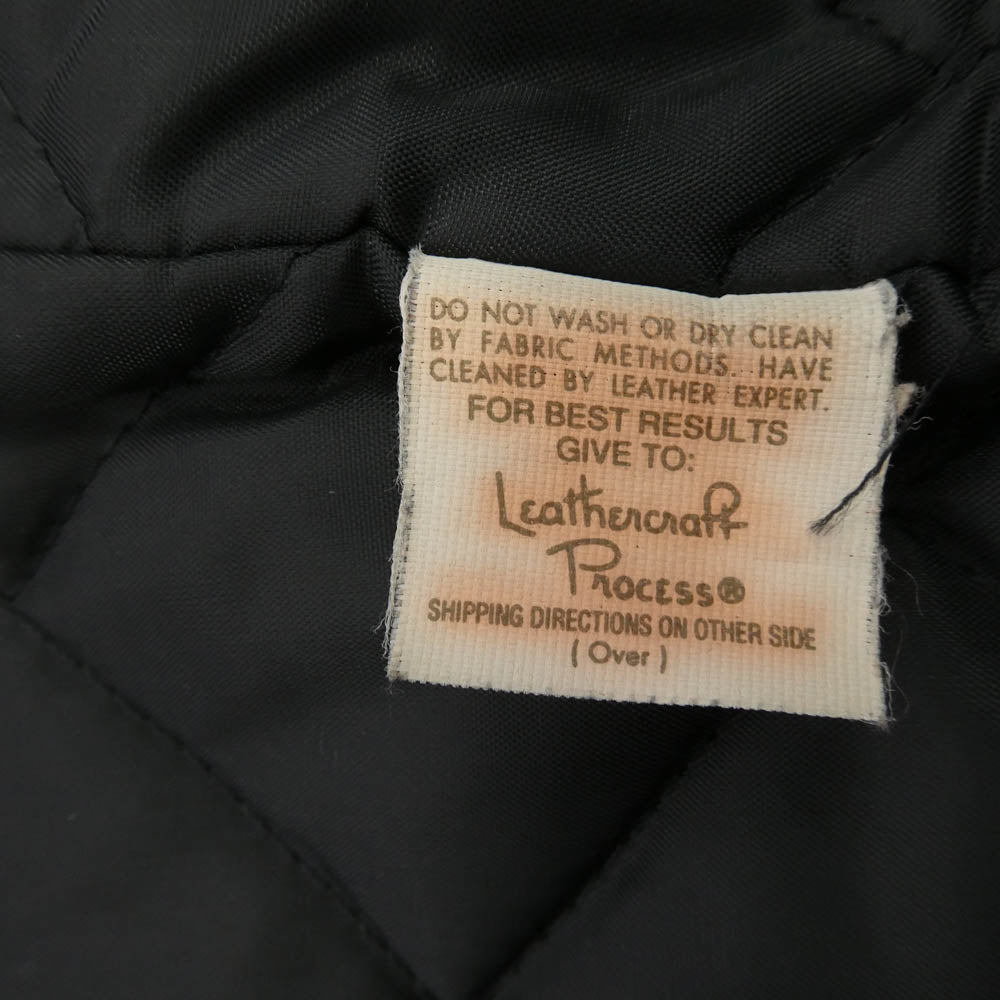 DO NOT WASH OR DRY CLEAN
BY FABRIC METHODS. HAVE
CLEANED BY LEATHER EXPERT.
FOR BEST RESULTS
GIVE TO:
Leathercraft
Process®
SHIPPING DIRECTIONS ON OTHER SIDE
( Over )